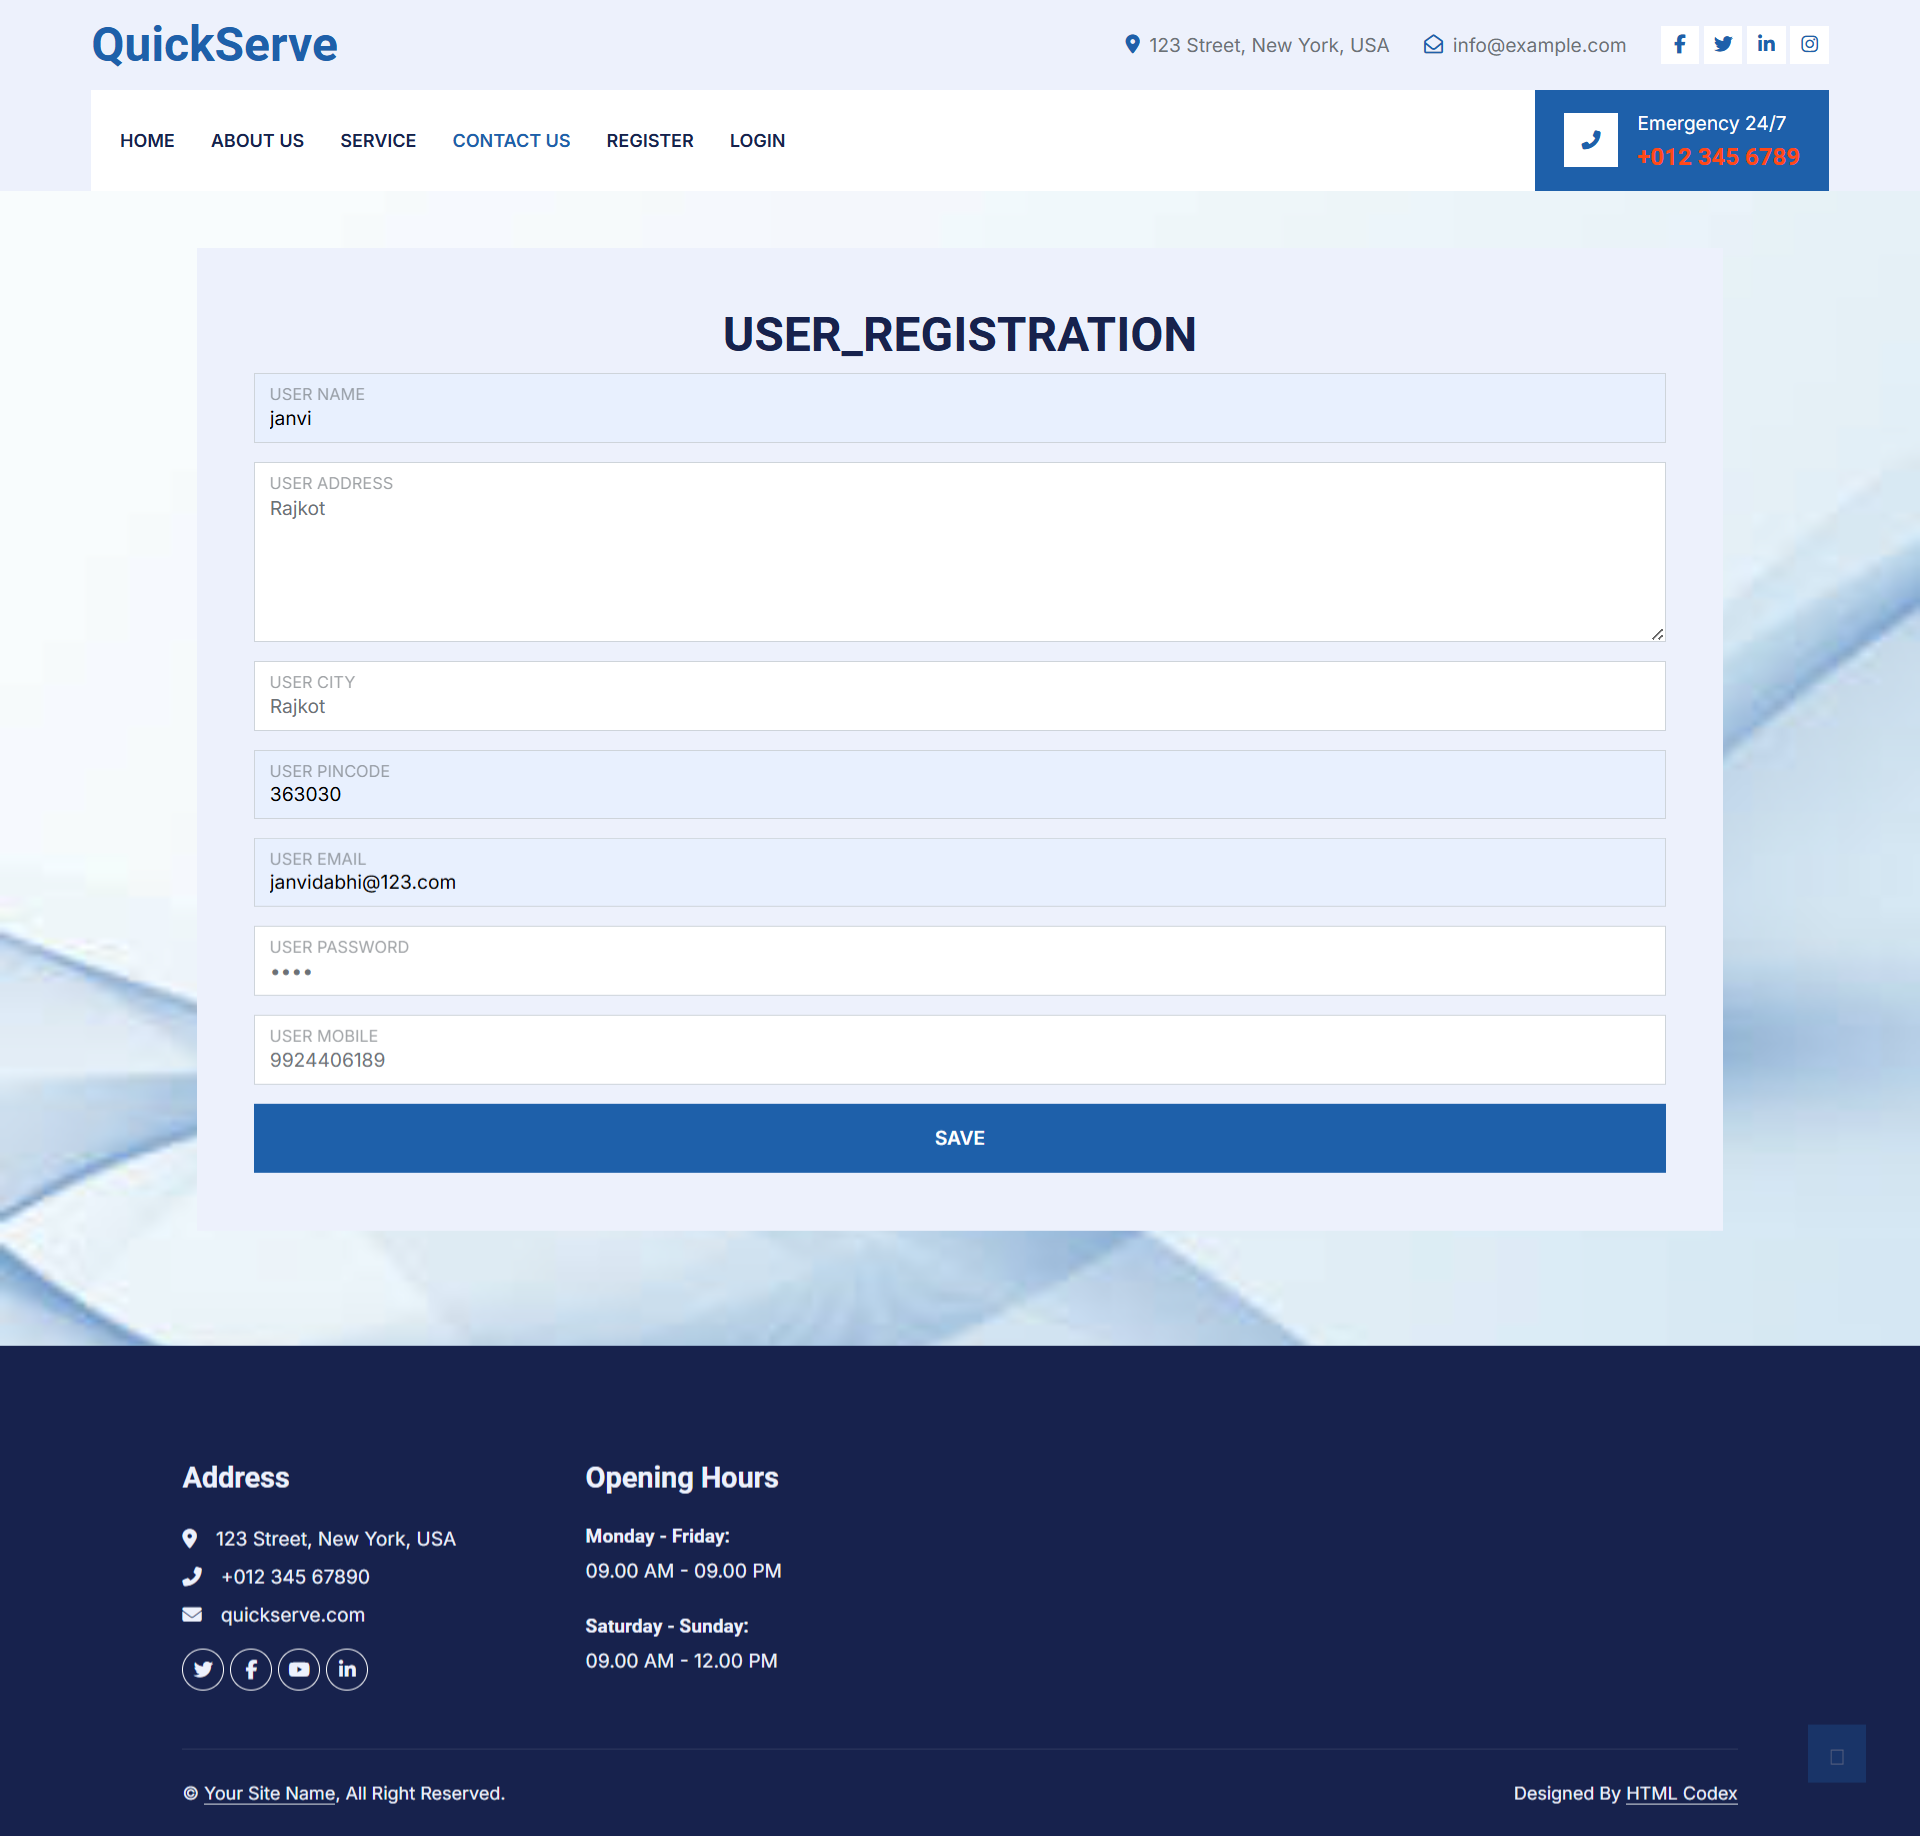 QuickServe
123 Street, New York, USA
info@example.com
HOME
ABOUT US
SERVICE
CONTACT US
REGISTER
LOGIN
Emergency 24/7
+012 345 6789
USER_REGISTRATION
USER NAME
janvi
USER ADDRESS
Rajkot
USER CITY
Rajkot
USER PINCODE
363030
USER EMAIL
janvidabhi@123.com
USER PASSWORD
••••
USER MOBILE
9924406189
SAVE
Address
123 Street, New York, USA
+012 345 67890
quickserve.com
Opening Hours
Monday - Friday:
09.00 AM - 09.00 PM
Saturday - Sunday:
09.00 AM - 12.00 PM
© Your Site Name, All Right Reserved.
Designed By HTML Codex